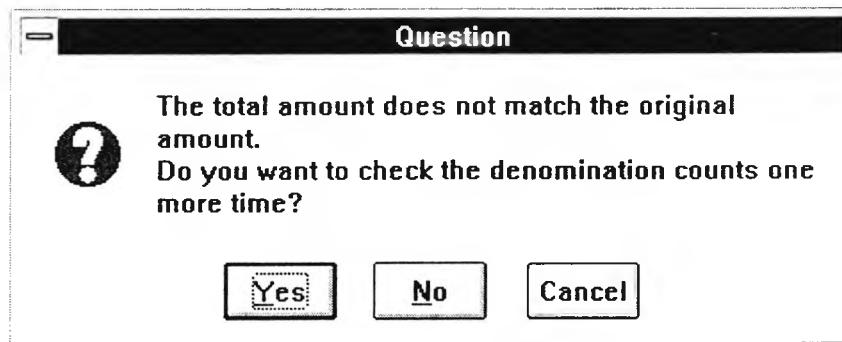 Question
The total amount does not match the original
amount.
Do you want to check the denomination counts one
more time?
Yes No Cancel